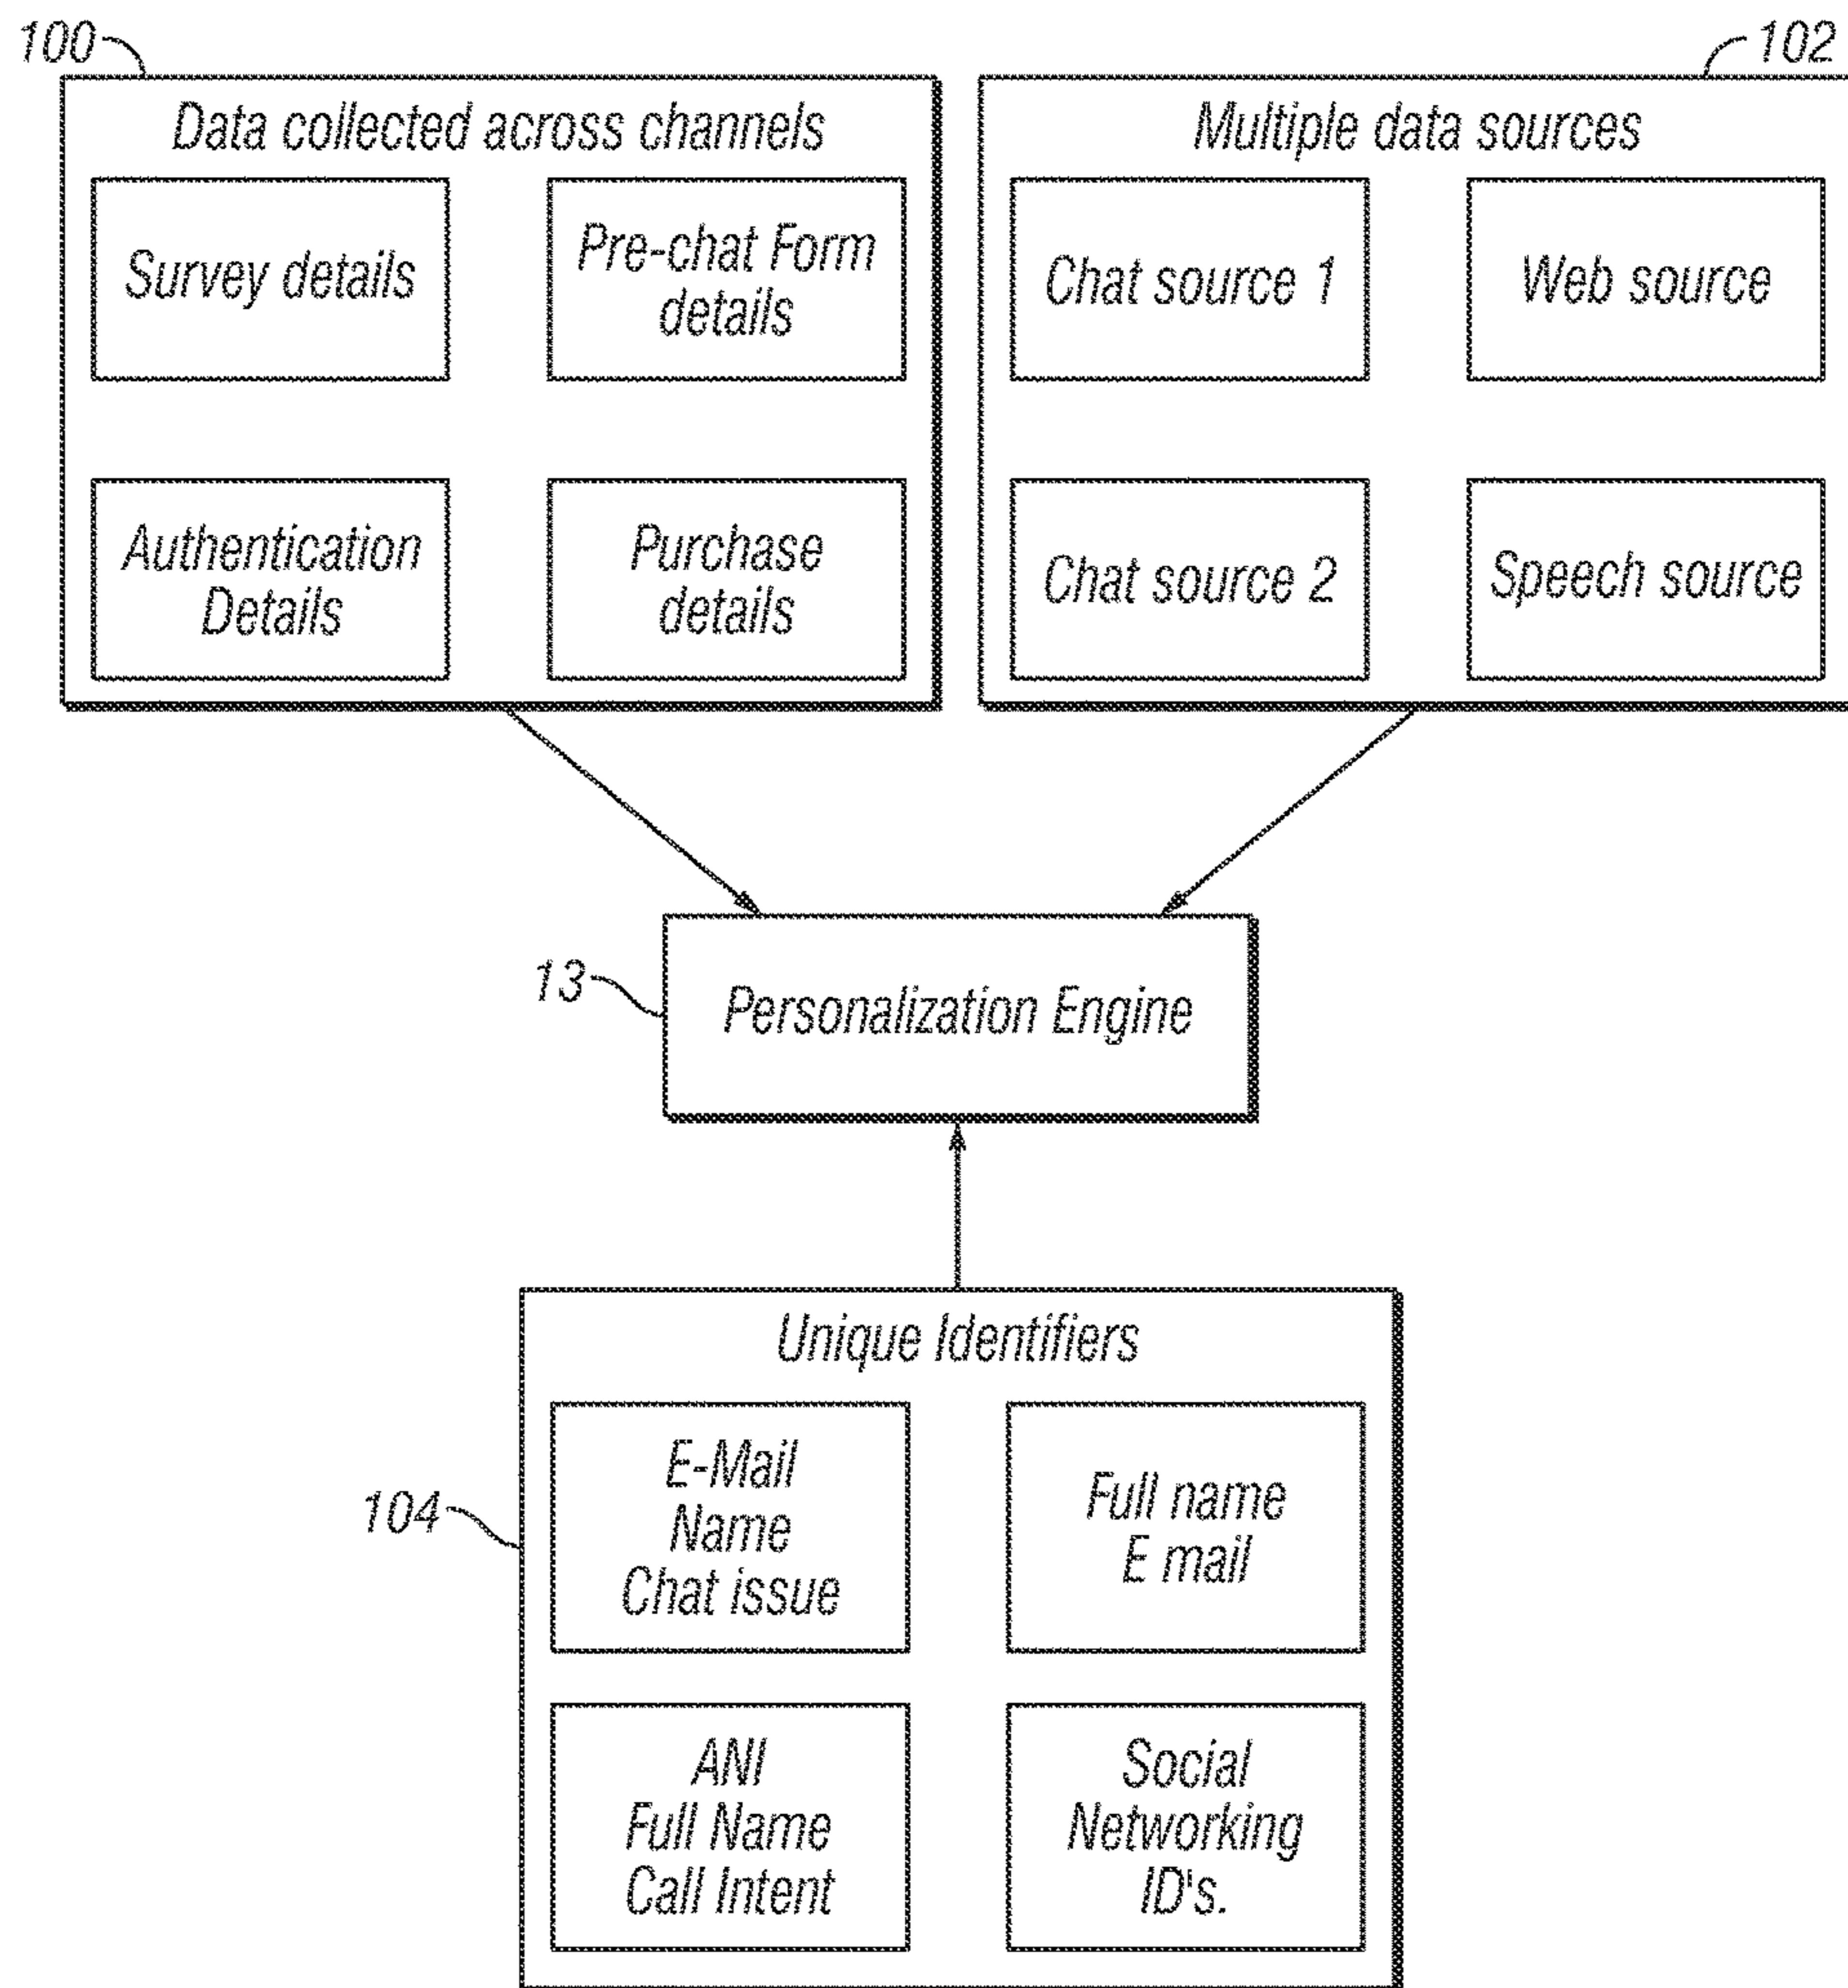 100
102
Data collected across channels
Survey details
Pre-chat Form
details
Authentication
Details
Purchase
details
Multiple data sources
Chat source 1
Web source
Chat source 2
Speech source
13
Personalization Engine
Unique Identifiers
104
E-Mail
Name
Chat issue
Full name
E mail
ANI
Full Name
Call Intent
Social
Networking
ID's.